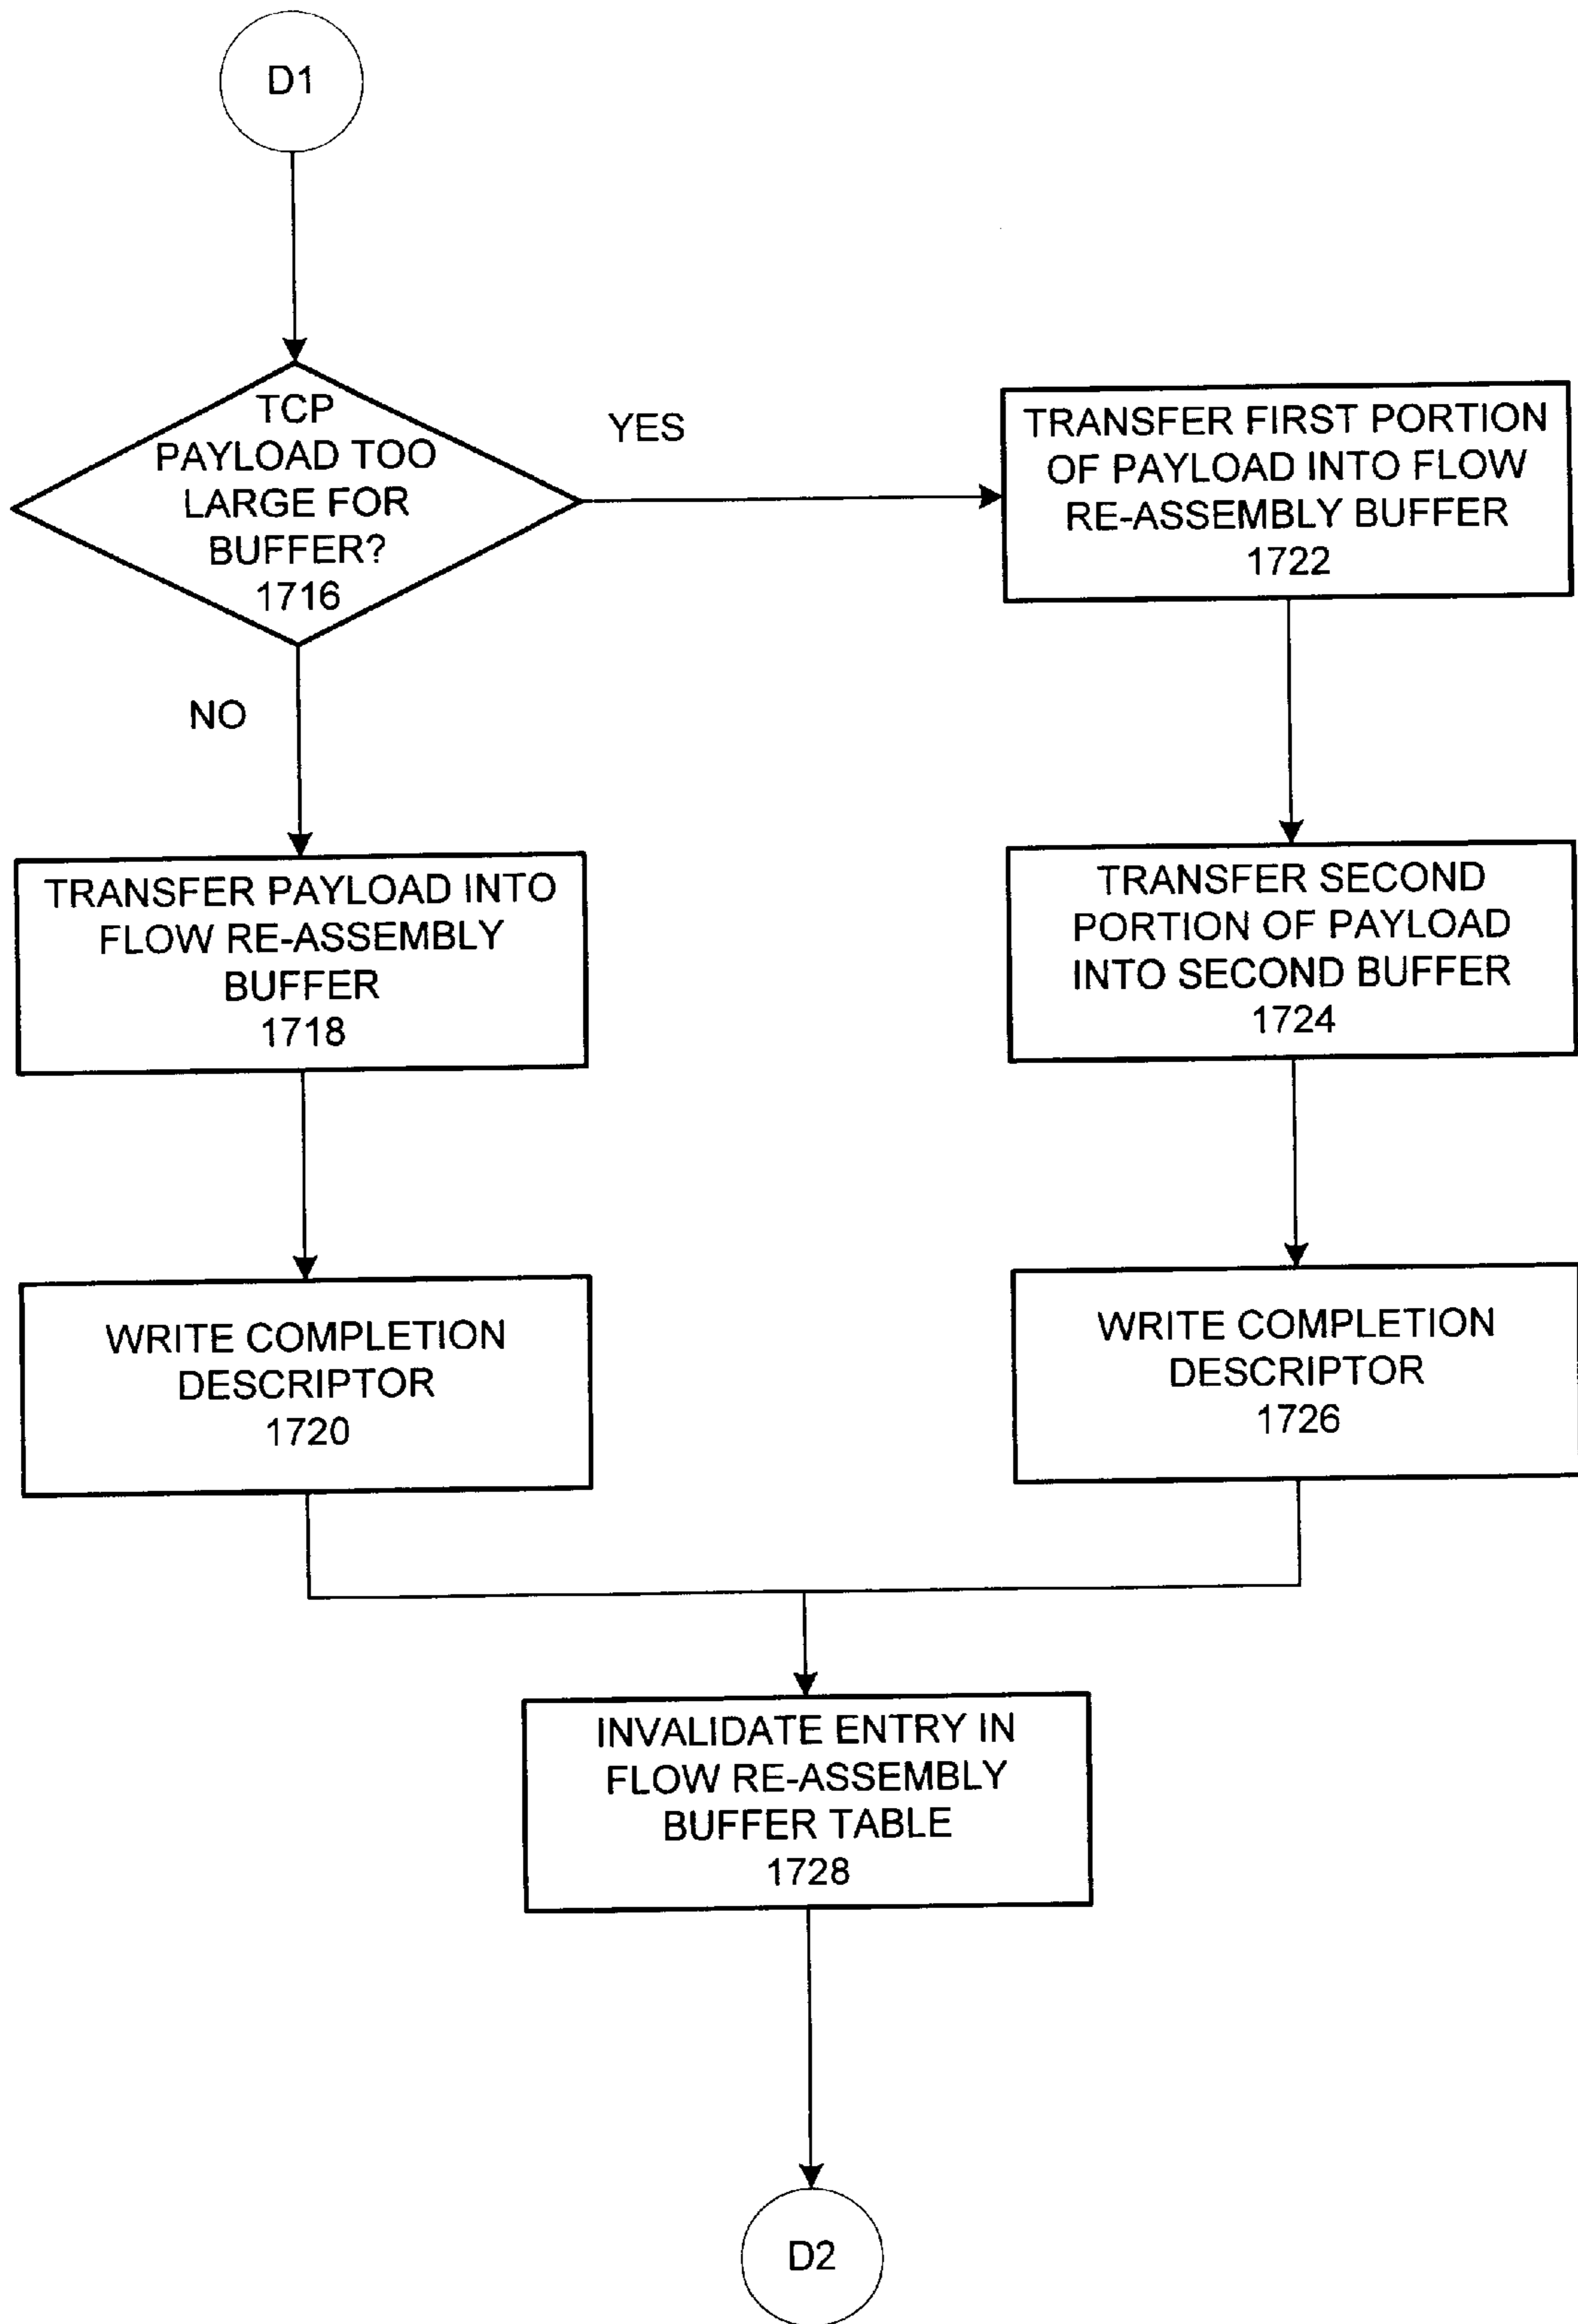 D1
TCP
PAYLOAD TOO
LARGE FOR
BUFFER?
1716
YES
NO
TRANSFER FIRST PORTION
OF PAYLOAD INTO FLOW
RE-ASSEMBLY BUFFER
1722
TRANSFER PAYLOAD INTO
FLOW RE-ASSEMBLY
BUFFER
1718
TRANSFER SECOND
PORTION OF PAYLOAD
INTO SECOND BUFFER
1724
WRITE COMPLETION
DESCRIPTOR
1720
WRITE COMPLETION
DESCRIPTOR
1726
INVALIDATE ENTRY IN
FLOW RE-ASSEMBLY
BUFFER TABLE
1728
D2